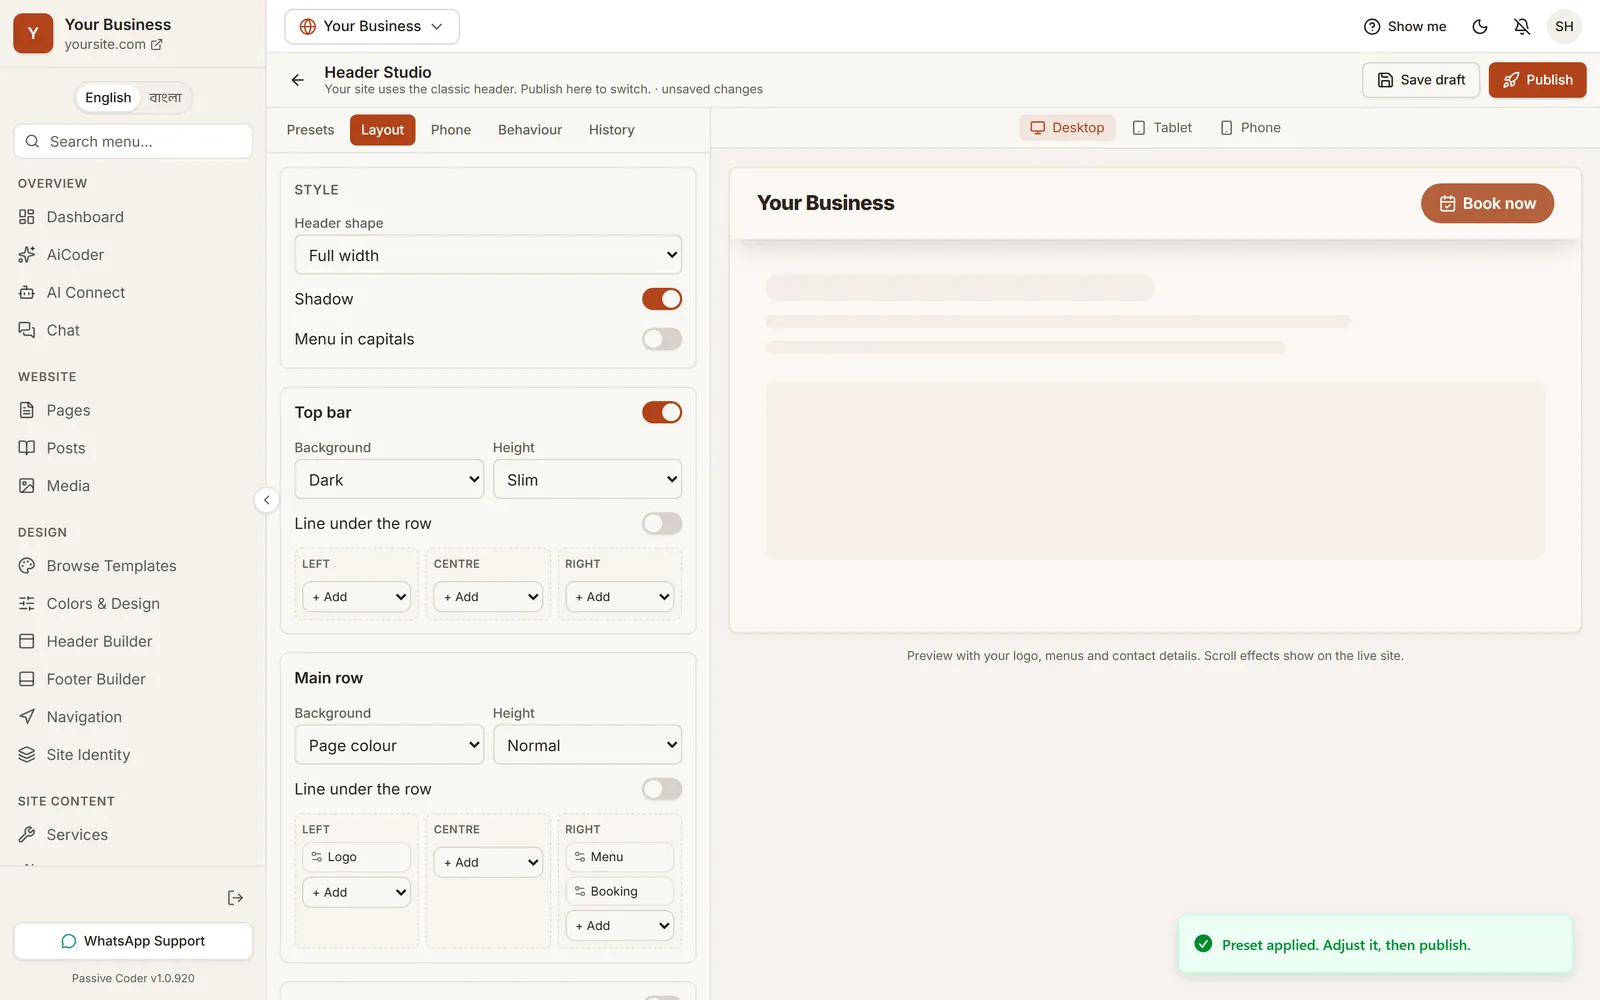 Y
Your Business
yoursite.com
English
বাংলা
Search menu...
OVERVIEW
Dashboard
AiCoder
AI Connect
Chat
WEBSITE
Pages
Posts
Media
DESIGN
Browse Templates
Colors & Design
Header Builder
Footer Builder
Navigation
Site Identity
SITE CONTENT
Services
WhatsApp Support
Passive Coder v1.0.920
Your Business
Show me
SH
Header Studio
Your site uses the classic header. Publish here to switch. · unsaved changes
Save draft
Publish
Presets
Layout
Phone
Behaviour
History
STYLE
Header shape
Full width
Shadow
Menu in capitals
Top bar
Background
Height
Dark
Slim
Line under the row
LEFT
CENTRE
RIGHT
+ Add
+ Add
+ Add
Main row
Background
Height
Page colour
Normal
Line under the row
LEFT
CENTRE
RIGHT
Logo
+ Add
Menu
+ Add
Booking
+ Add
Desktop
Tablet
Phone
Your Business
Book now
Preview with your logo, menus and contact details. Scroll effects show on the live site.
Preset applied. Adjust it, then publish.